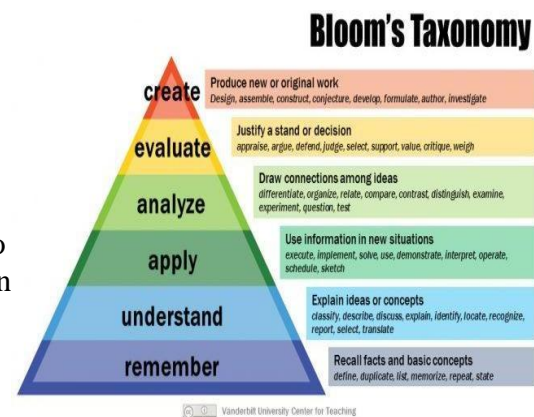 Bloom's Taxonomy
create
Produce new or original work
Design, assemble, construct, conjecture, develop, formulate, author, investigate
evaluate
Justify a stand or decision
appraise, argue, defend, judge, select, support, value, critique, weigh
analyze
Draw connections among ideas
differentiate, organize, relate, compare, contrast, distinguish, examine,
experiment, question, test
apply
Use information in new situations
execute, implement, solve, use, demonstrate, interpret, operate,
schedule, sketch
understand
Explain ideas or concepts
classify, describe, discuss, explain, identify, locate, recognize,
report, select, translate
remember
Recall facts and basic concepts
define, duplicate, list, memorize, repeat, state
Vanderbilt University Center for Teaching